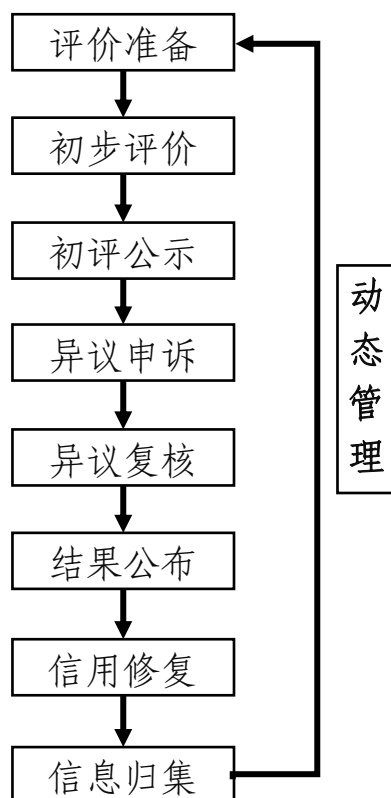 评价准备
初步评价
初评公示
异议申诉
异议复核
结果公布
信用修复
信息归集
动态管理